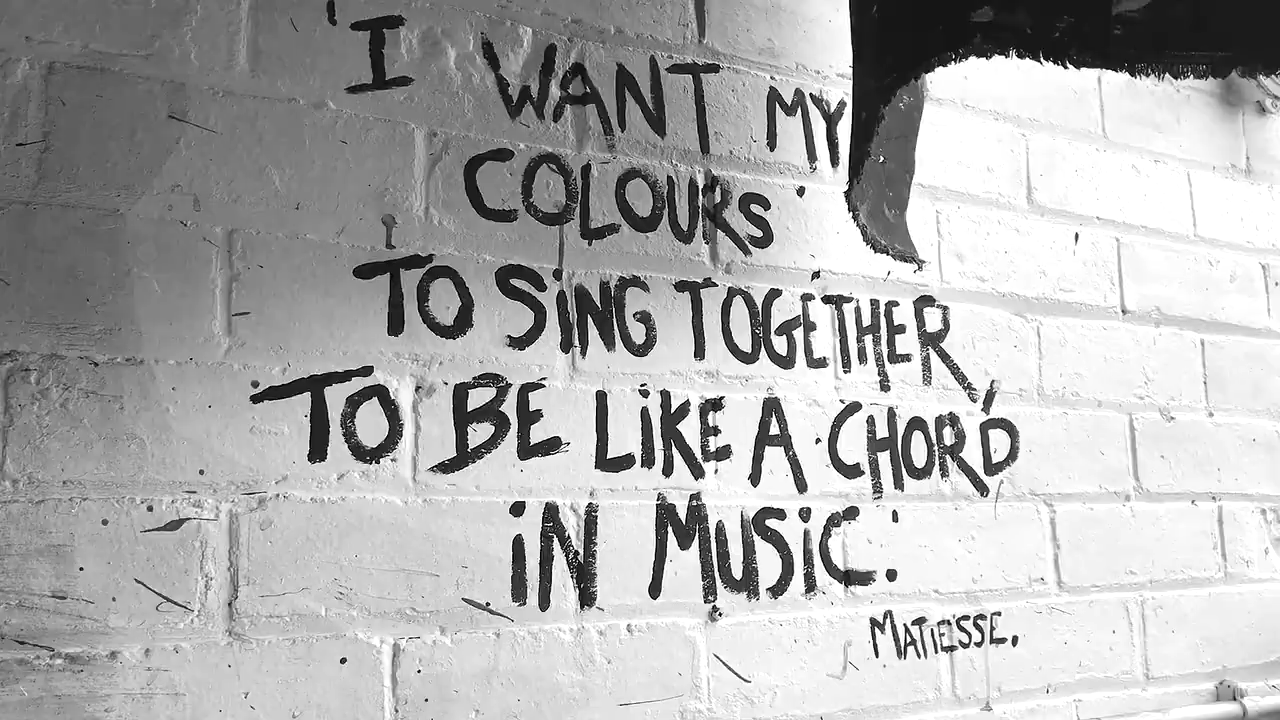 'I WANT MY
COLOURS
TO SiNG TOGETHER
TO BE LiKE A CHORD
iN MUSiC.'
MATIESSE.